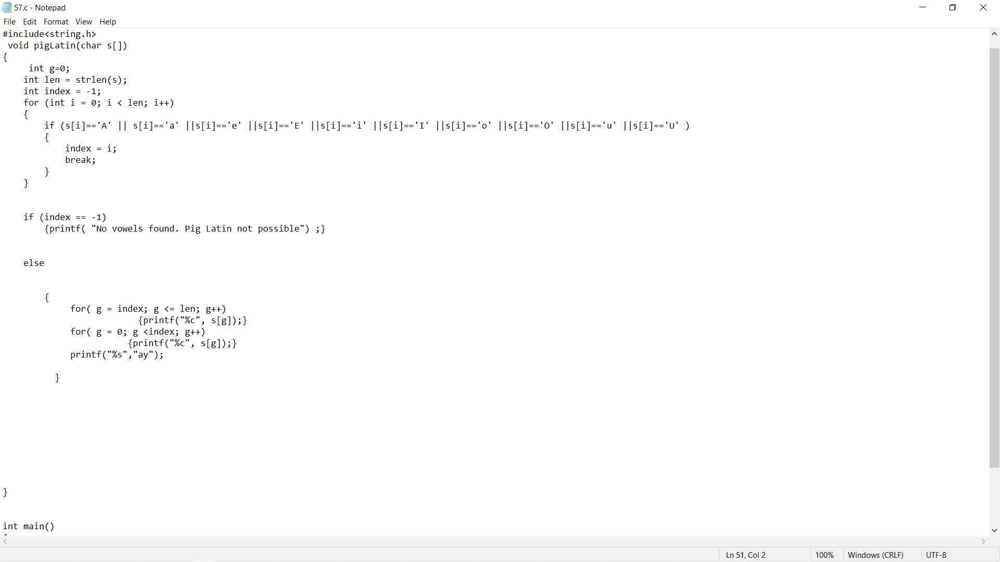 57.c - Notepad
File Edit Format View Help
#include<string.h>
 void pigLatin(char s[])
{
     int g=0;
    int len = strlen(s);
    int index = -1;
    for (int i = 0; i < len; i++)
    {
        if (s[i]=='A' || s[i]=='a' ||s[i]=='e' ||s[i]=='E' ||s[i]=='i' ||s[i]=='I' ||s[i]=='o' ||s[i]=='O' ||s[i]=='u' ||s[i]=='U' )
        {
            index = i;
            break;
        }
    }
    if (index == -1)
        {printf( "No vowels found. Pig Latin not possible") ;}
    else
        {
             for( g = index; g <= len; g++)
                          {printf("%c", s[g]);}
             for( g = 0; g <index; g++)
                        {printf("%c", s[g]);}
             printf("%s","ay");
          }
}
int main()
Ln 51, Col 2
100%
Windows (CRLF)
UTF-8